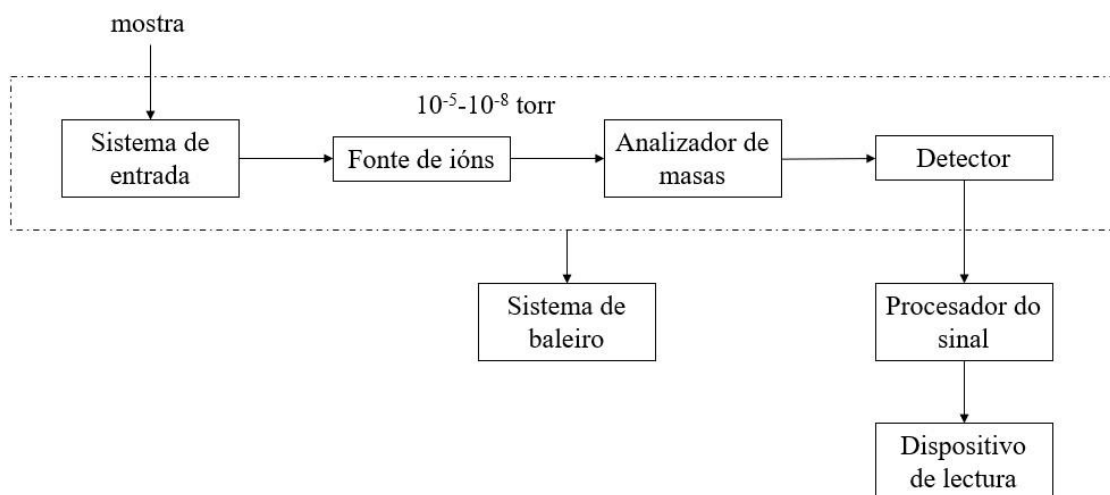 mostra
10⁻⁵-10⁻⁸ torr
Sistema de
entrada
Fonte de ións
Analizador de
masas
Detector
Sistema de
baleiro
Procesador do
sinal
Dispositivo
de lectura